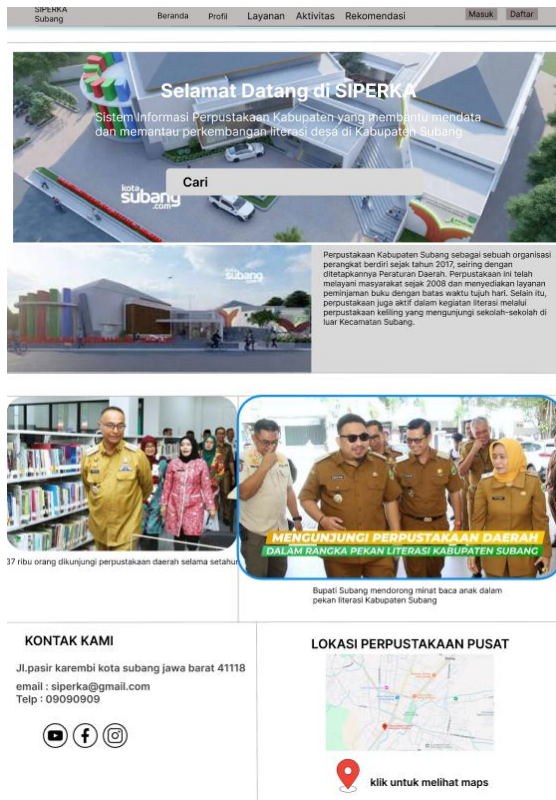 SIPERKA
Subang
Beranda Profil Layanan Aktivitas Rekomendasi Masuk Daftar
Selamat Datang di SIPERKA
Sistem Informasi Perpustakaan Kabupaten yang membantu mendata
dan memantau perkembangan literasi desa di Kabupaten Subang
Cari
kota
subang
.com
kota
subang
.com
Perpustakaan Kabupaten Subang sebagai sebuah organisasi
perangkat berdiri sejak tahun 2017, seiring dengan
ditetapkannya Peraturan Daerah. Perpustakaan ini telah
melayani masyarakat sejak 2008 dan menyediakan layanan
peminjaman buku dengan batas waktu tujuh hari. Selain itu,
perpustakaan juga aktif dalam kegiatan literasi melalui
perpustakaan keliling yang mengunjungi sekolah-sekolah di
luar Kecamatan Subang.
37 ribu orang dikunjungi perpustakaan daerah selama setahun
MENGUNJUNGI PERPUSTAKAAN DAERAH
DALAM RANGKA PEKAN LITERASI KABUPATEN SUBANG
Bupati Subang mendorong minat baca anak dalam
pekan literasi Kabupaten Subang
KONTAK KAMI
Jl.pasir karembi kota subang jawa barat 41118
email : siperka@gmail.com
Telp : 09090909
LOKASI PERPUSTAKAAN PUSAT
klik untuk melihat maps